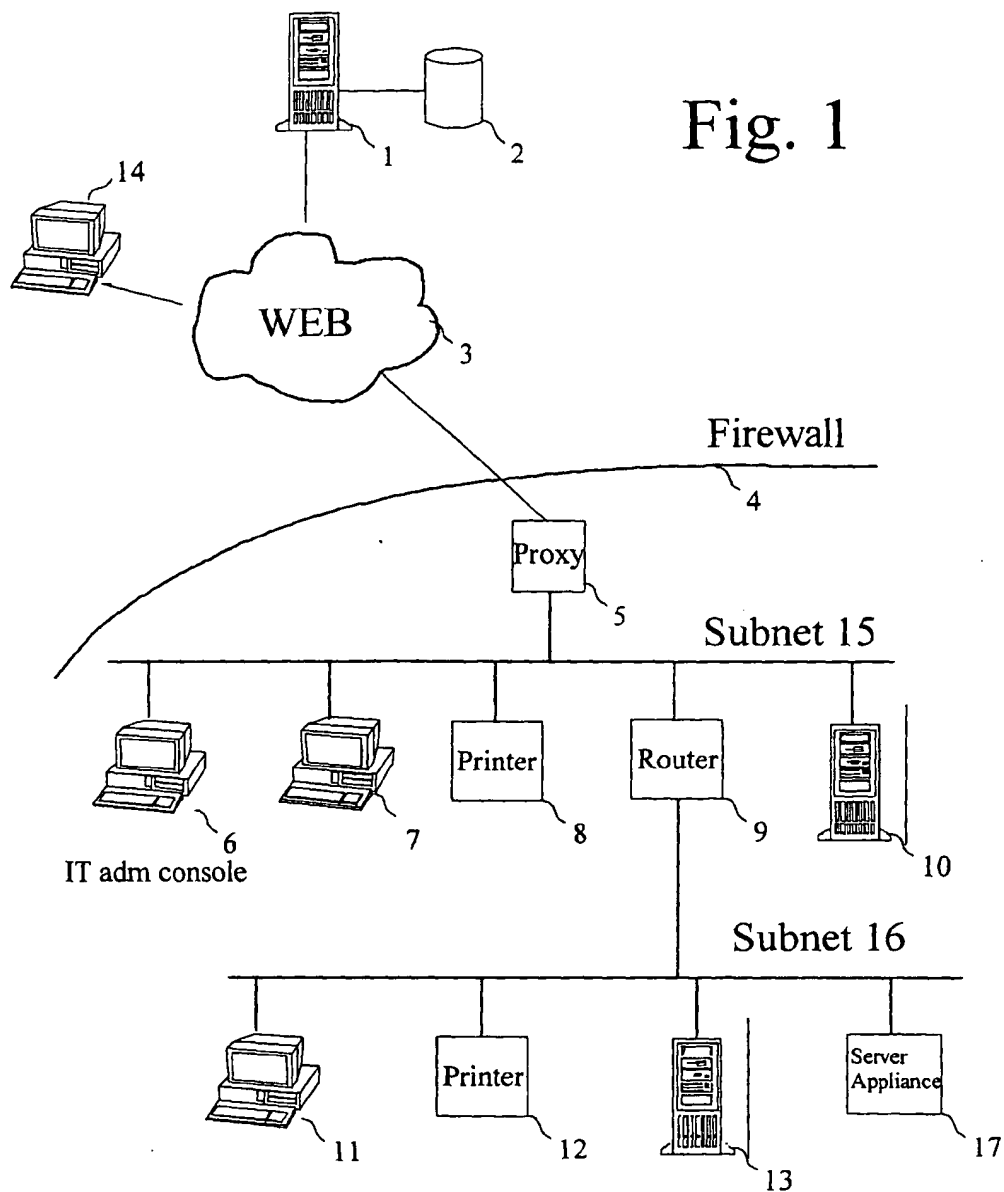 Fig. 1
1
2
14
WEB
3
Firewall
4
Proxy
5
Subnet 15
Printer
Router
6
7
8
9
10
IT adm console
Subnet 16
Printer
Server
Appliance
11
12
13
17